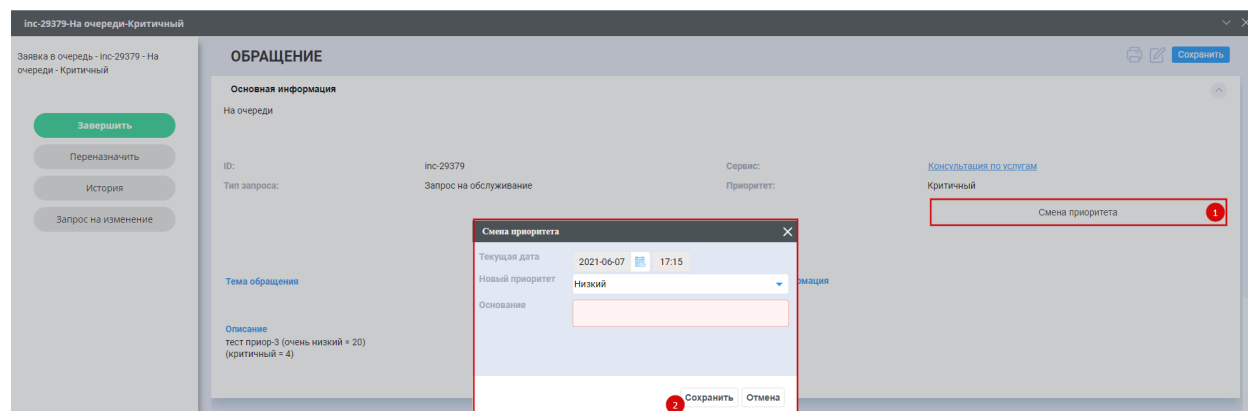 inc-29379-На очереди-Критичный
Заявка в очередь - inc-29379 - На
очереди - Критичный
Завершить
Переназначить
История
Запрос на изменение
ОБРАЩЕНИЕ
Сохранить
Основная информация
На очереди
ID:
inc-29379
Сервис:
Консультация по услугам
Тип запроса:
Запрос на обслуживание
Приоритет:
Критичный
Смена приоритета
1
Смена приоритета
Текущая дата
2021-06-07
17:15
Новый приоритет
Низкий
Основание
Тема обращения
рмация
Описание
тест приор-3 (очень низкий = 20)
(критичный = 4)
2
Сохранить
Отмена